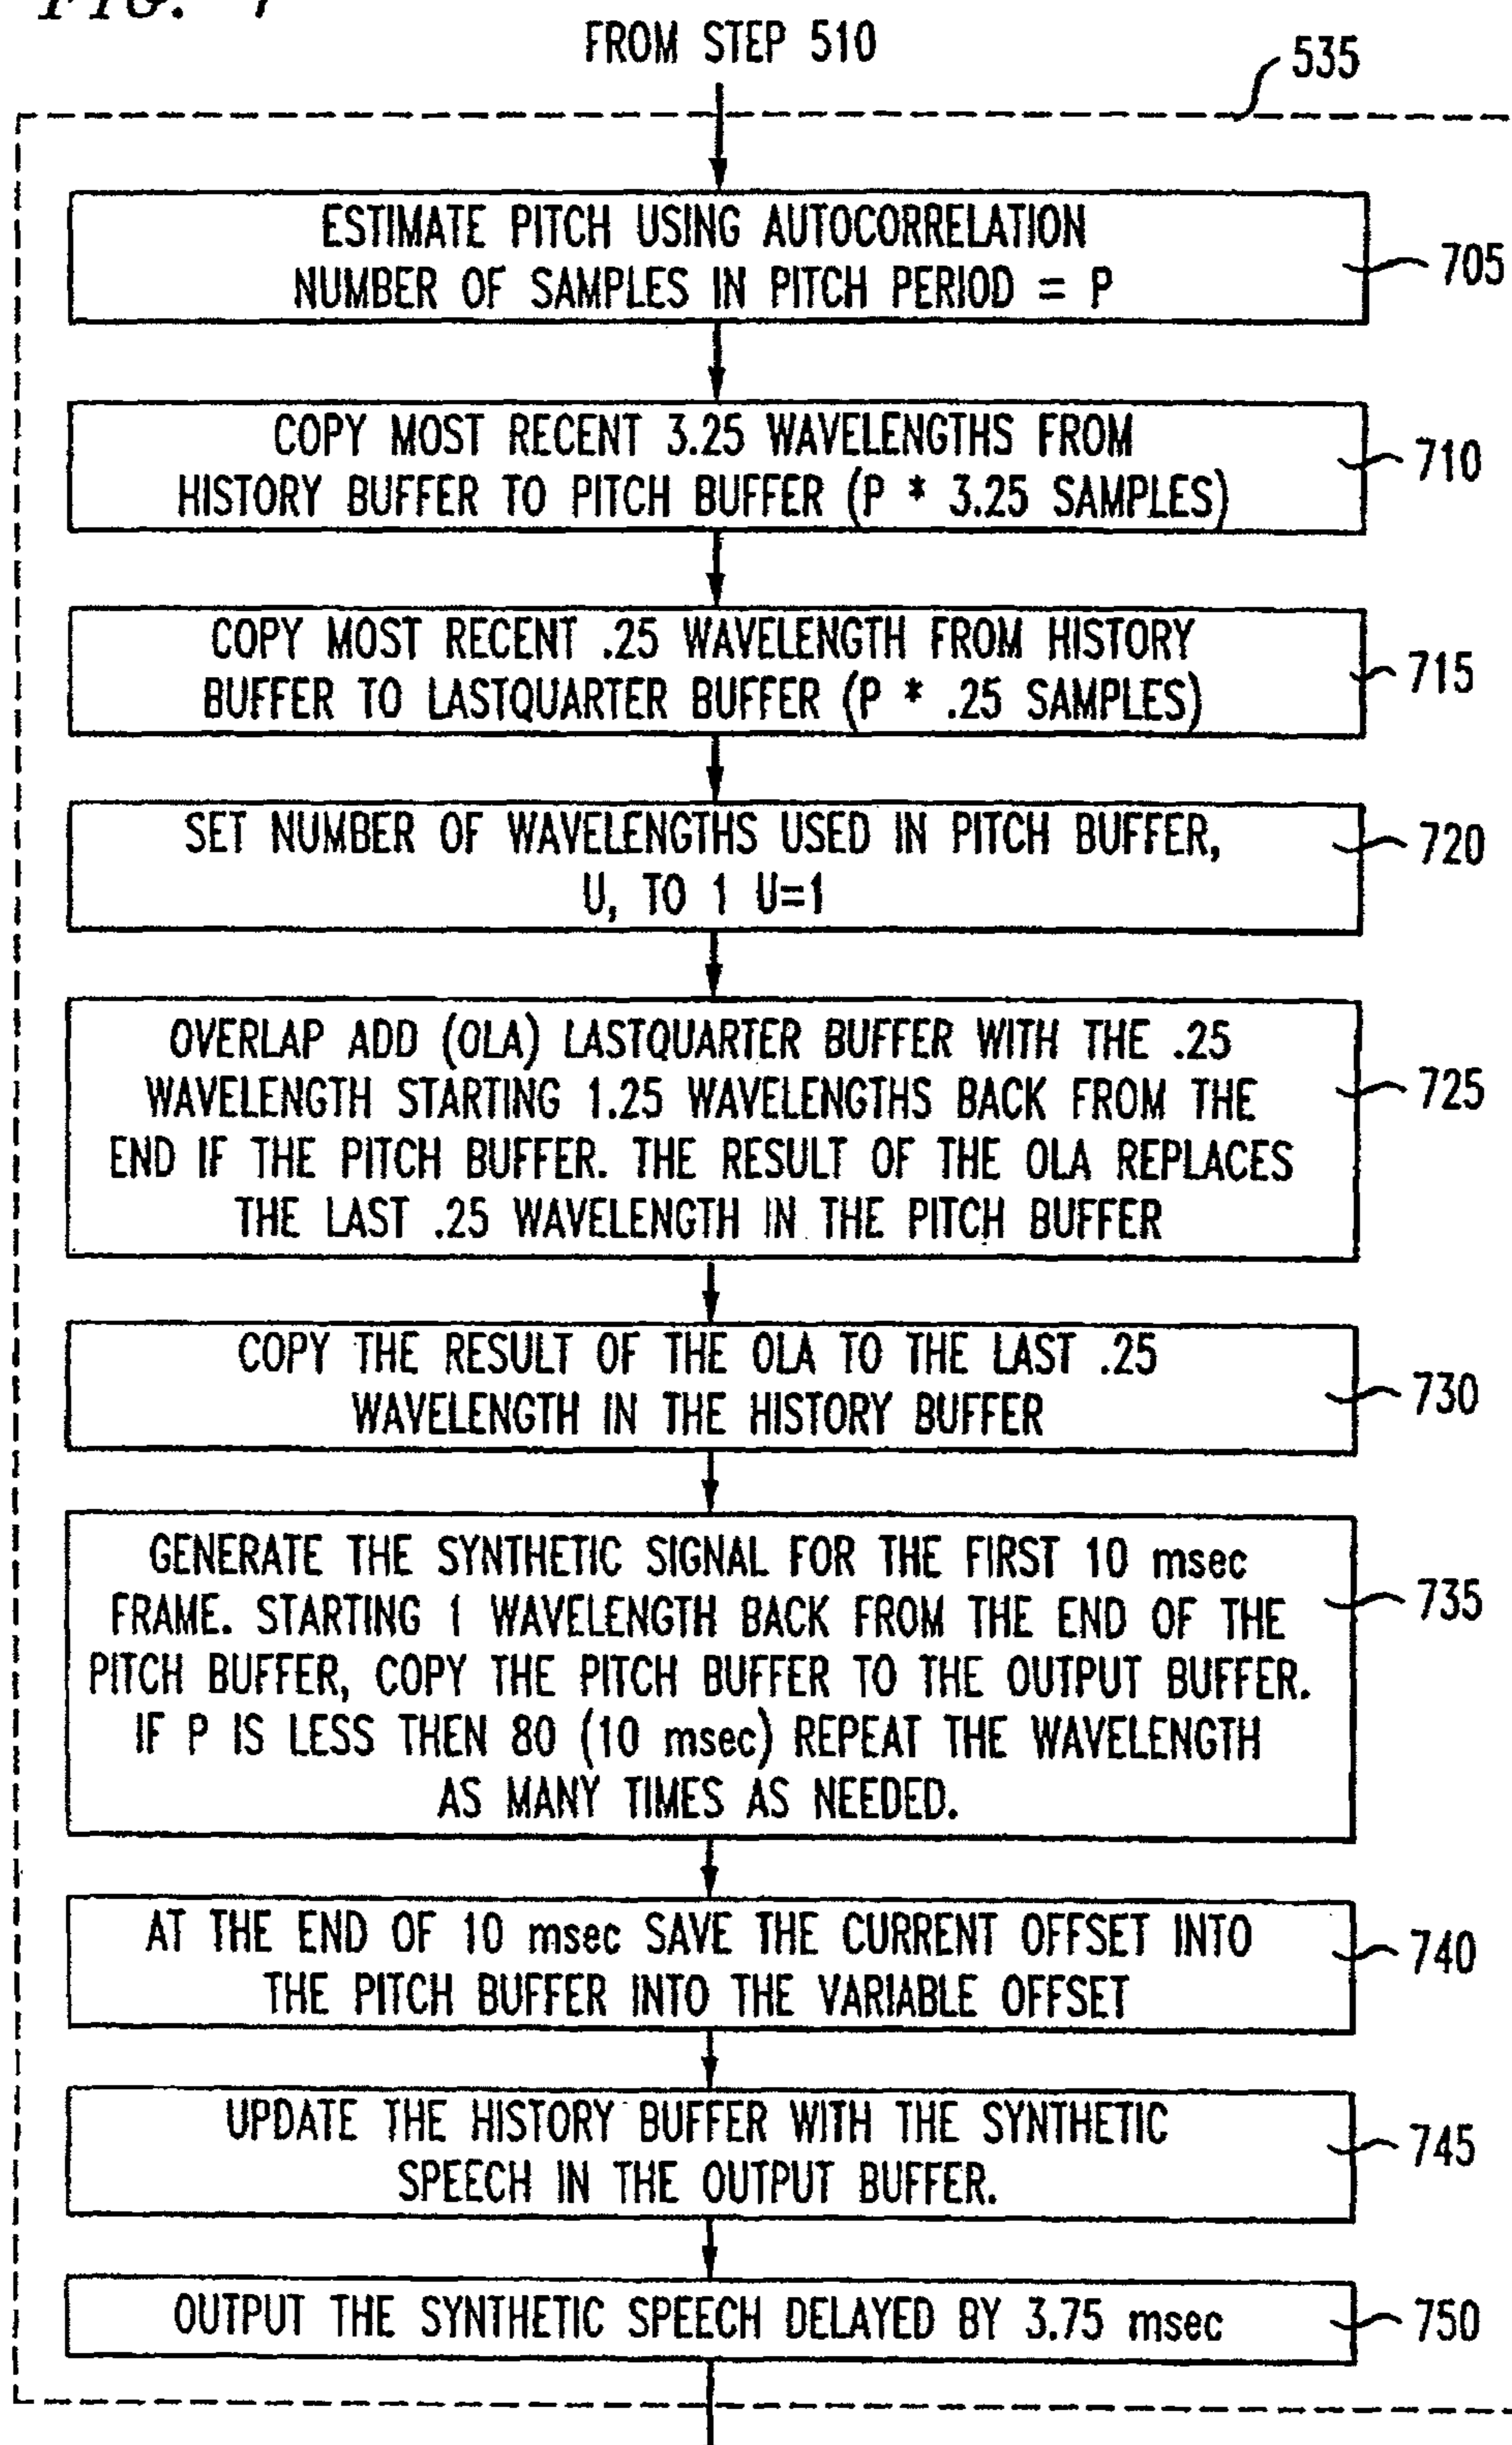 FIG. 7
FROM STEP 510
535
ESTIMATE PITCH USING AUTOCORRELATION
NUMBER OF SAMPLES IN PITCH PERIOD = P
705
COPY MOST RECENT 3.25 WAVELENGTHS FROM
HISTORY BUFFER TO PITCH BUFFER (P * 3.25 SAMPLES)
710
COPY MOST RECENT .25 WAVELENGTH FROM HISTORY
BUFFER TO LASTQUARTER BUFFER (P * .25 SAMPLES)
715
SET NUMBER OF WAVELENGTHS USED IN PITCH BUFFER,
U, TO 1 U=1
720
OVERLAP ADD (OLA) LASTQUARTER BUFFER WITH THE .25
WAVELENGTH STARTING 1.25 WAVELENGTHS BACK FROM THE
END IF THE PITCH BUFFER. THE RESULT OF THE OLA REPLACES
THE LAST .25 WAVELENGTH IN THE PITCH BUFFER
725
COPY THE RESULT OF THE OLA TO THE LAST .25
WAVELENGTH IN THE HISTORY BUFFER
730
GENERATE THE SYNTHETIC SIGNAL FOR THE FIRST 10 msec
FRAME. STARTING 1 WAVELENGTH BACK FROM THE END OF THE
PITCH BUFFER, COPY THE PITCH BUFFER TO THE OUTPUT BUFFER.
IF P IS LESS THEN 80 (10 msec) REPEAT THE WAVELENGTH
AS MANY TIMES AS NEEDED.
735
AT THE END OF 10 msec SAVE THE CURRENT OFFSET INTO
THE PITCH BUFFER INTO THE VARIABLE OFFSET
740
UPDATE THE HISTORY BUFFER WITH THE SYNTHETIC
SPEECH IN THE OUTPUT BUFFER.
745
OUTPUT THE SYNTHETIC SPEECH DELAYED BY 3.75 msec
750